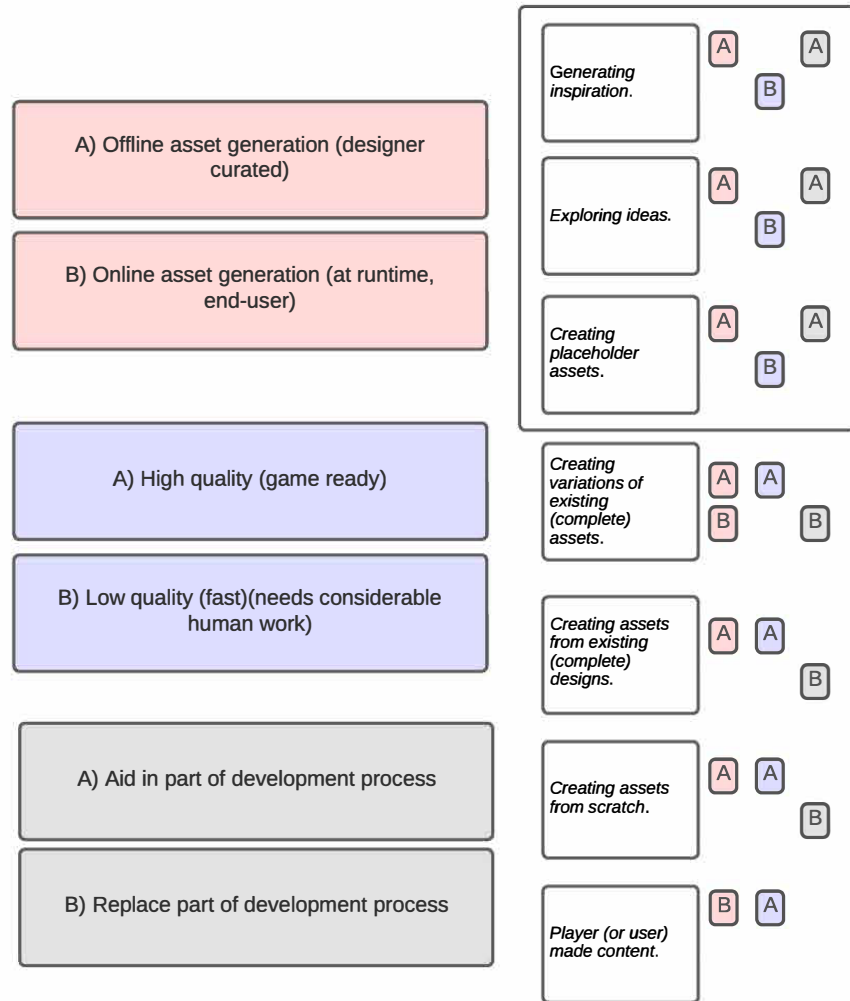 A) Offline asset generation (designer
curated)
B) Online asset generation (at runtime,
end-user)
A) High quality (game ready)
B) Low quality (fast)(needs considerable
human work)
A) Aid in part of development process
B) Replace part of development process
Generating
inspiration.
A A
B
Exploring ideas.
A A
B
Creating
placeholder
assets.
A A
B
Creating
variations of
existing
(complete)
assets.
A A
B B
Creating assets
from existing
(complete)
designs.
A A
B
Creating assets
from scratch.
A A
B
Player (or user)
made content.
B A